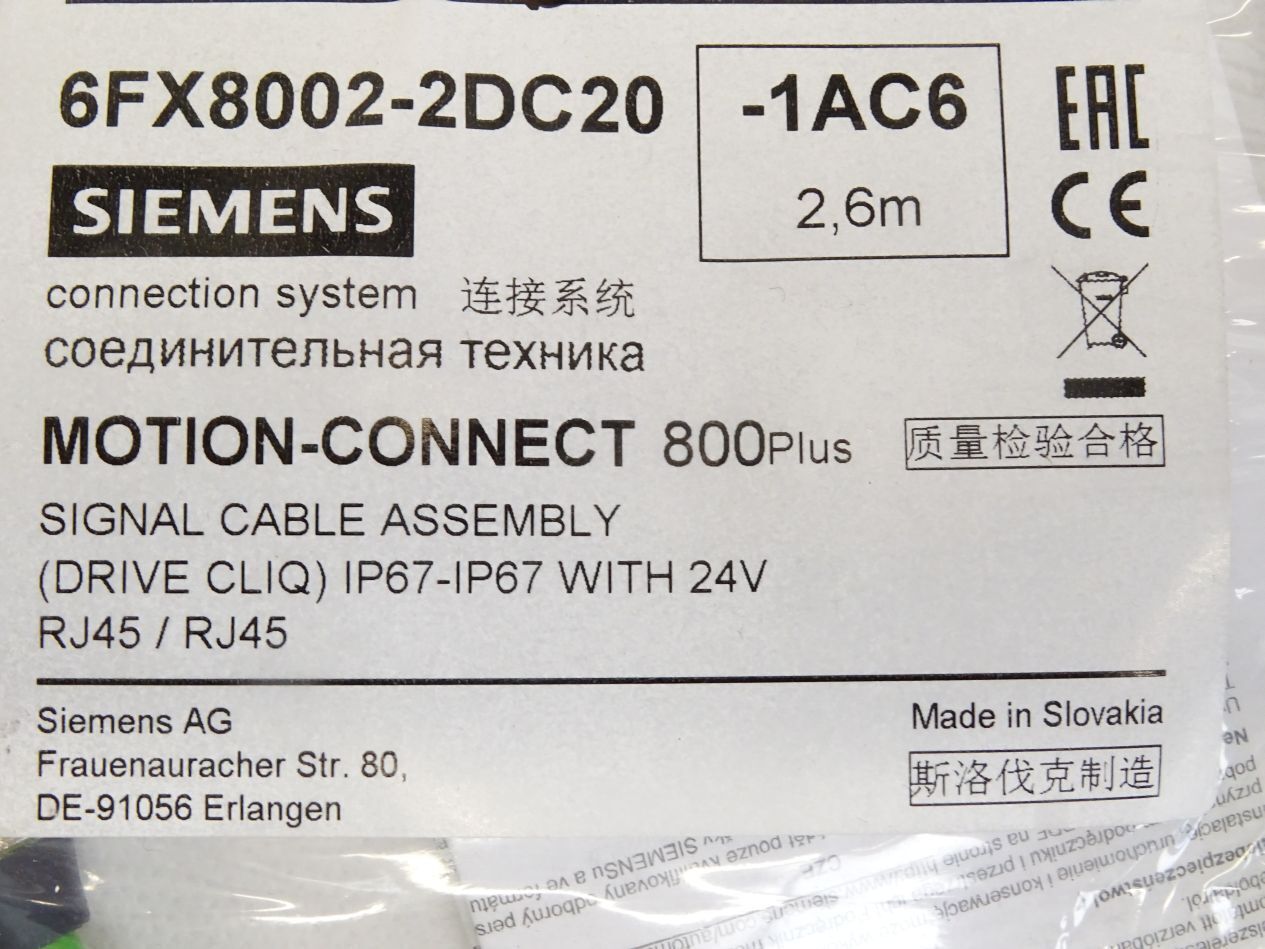 6FX8002-2DC20 -1AC6
2,6m
EAC
CE
SIEMENS
connection system 连接系统
соединительная техника
MOTION-CONNECT 800Plus
质量检验合格
SIGNAL CABLE ASSEMBLY
(DRIVE CLIQ) IP67-IP67 WITH 24V
RJ45 / RJ45
Siemens AG
Frauenauracher Str. 80,
DE-91056 Erlangen
Made in Slovakia
斯洛伐克制造